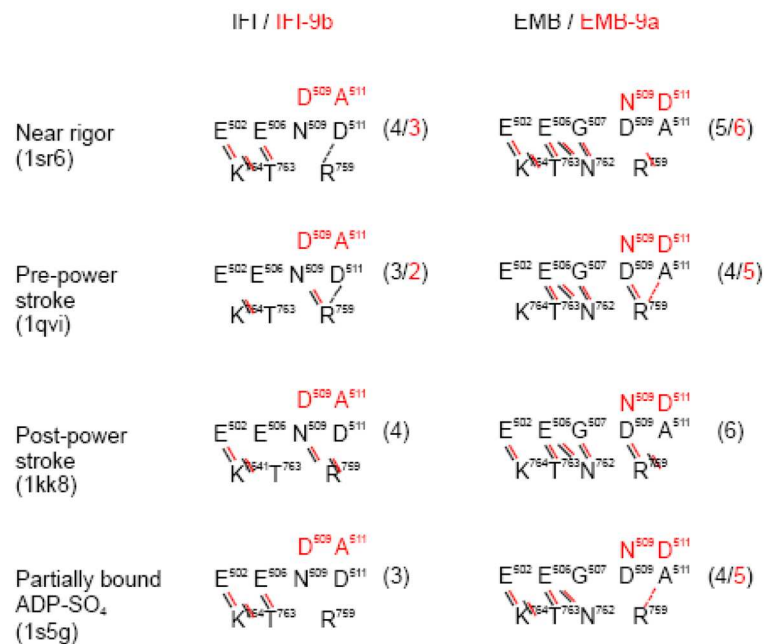 IFI / IFI-9b EMB / EMB-9a
D⁵⁰⁹ A⁵¹¹ N⁵⁰⁹ D⁵¹¹
Near rigor E⁵⁰² E⁵⁰⁶ N⁵⁰⁹ D⁵¹¹ (4/3) E⁵⁰² E⁵⁰⁶ G⁵⁰⁷ D⁵⁰⁹ A⁵¹¹ (5/6)
(1sr6) K⁷⁶⁴ T⁷⁶³ R⁷⁵⁹ K⁷⁶⁴ T⁷⁶³ N⁷⁶² R⁷⁵⁹
D⁵⁰⁹ A⁵¹¹ N⁵⁰⁹ D⁵¹¹
Pre-power E⁵⁰² E⁵⁰⁶ N⁵⁰⁹ D⁵¹¹ (3/2) E⁵⁰² E⁵⁰⁶ G⁵⁰⁷ D⁵⁰⁹ A⁵¹¹ (4/5)
stroke
(1qvi) K⁷⁶⁴ T⁷⁶³ R⁷⁵⁹ K⁷⁶⁴ T⁷⁶³ N⁷⁶² R⁷⁵⁹
D⁵⁰⁹ A⁵¹¹ N⁵⁰⁹ D⁵¹¹
Post-power E⁵⁰² E⁵⁰⁶ N⁵⁰⁹ D⁵¹¹ (4) E⁵⁰² E⁵⁰⁶ G⁵⁰⁷ D⁵⁰⁹ A⁵¹¹ (6)
stroke
(1kk8) K⁷⁶⁴¹ T⁷⁶³ R⁷⁵⁹ K⁷⁶⁴ T⁷⁶³ N⁷⁶² R⁷⁵⁹
D⁵⁰⁹ A⁵¹¹ N⁵⁰⁹ D⁵¹¹
Partially bound E⁵⁰² E⁵⁰⁶ N⁵⁰⁹ D⁵¹¹ (3) E⁵⁰² E⁵⁰⁶ G⁵⁰⁷ D⁵⁰⁹ A⁵¹¹ (4/5)
ADP-SO₄
(1s5g) K⁷⁶⁴ T⁷⁶³ R⁷⁵⁹ K⁷⁶⁴ T⁷⁶³ N⁷⁶² R⁷⁵⁹